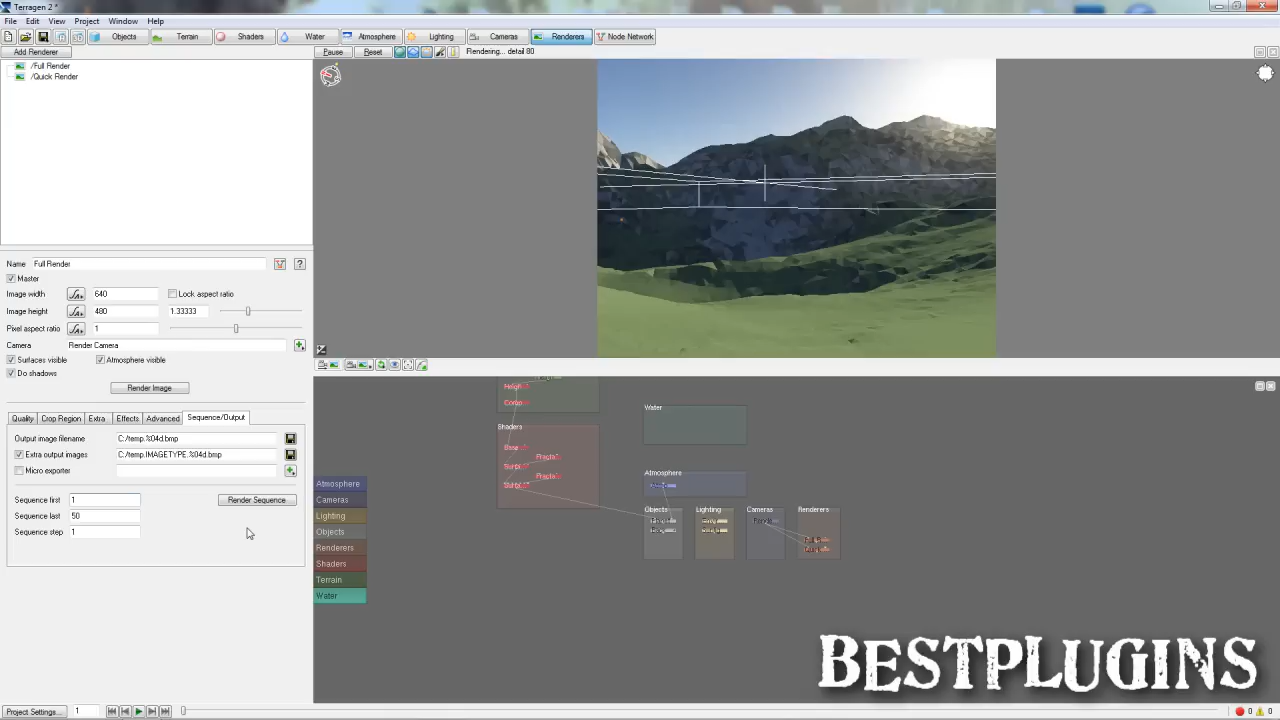 Terragen 2 *
File Edit View Project Window Help
Objects Terrain Shaders Water Atmosphere Lighting Cameras Renderers Node Network
Add Renderer
Pause Reset Rendering... detail 80
/Full Render
/Quick Render
Name Full Render
Master
Image width 640 Lock aspect ratio
Image height 480 1.33333
Pixel aspect ratio 1
Camera Render Camera
Surfaces visible Atmosphere visible
Do shadows
Render Image
Quality Crop Region Extra Effects Advanced Sequence/Output
Output image filename C:/temp.%04d.bmp
Extra output images C:/temp.IMAGETYPE.%04d.bmp
Micro exporter
Sequence first 1 Render Sequence
Sequence last 50
Sequence step 1
Water
Shaders
Atmosphere
Objects Lighting Cameras Renderers
Atmosphere
Cameras
Lighting
Objects
Renderers
Shaders
Terrain
Water
BESTPLUGINS
Project Settings... 1
0 0